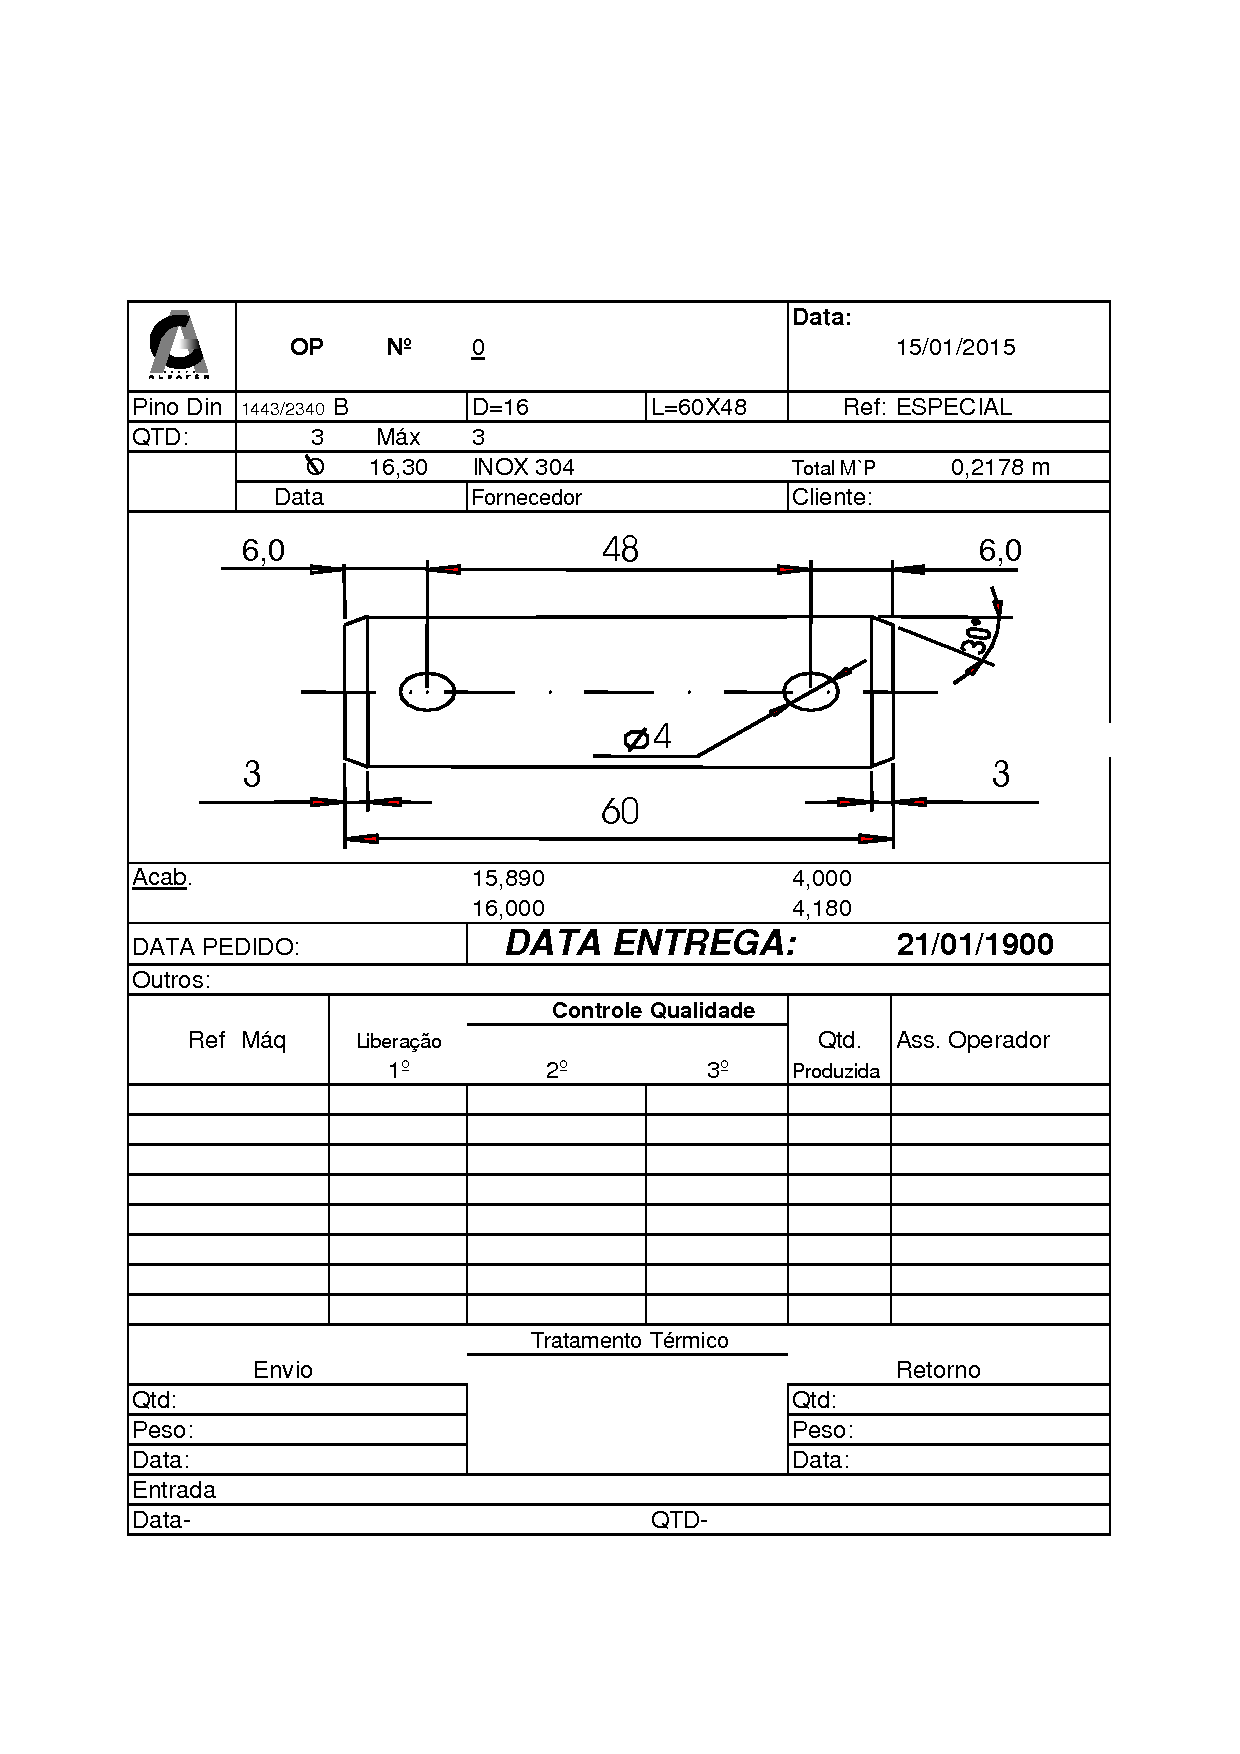 ALBAFER
Data:
OP Nº 0 15/01/2015
Pino Din 1443/2340 B D=16 L=60X48 Ref: ESPECIAL
QTD: 3 Máx 3
Ø 16,30 INOX 304 Total M`P 0,2178 m
Data Fornecedor Cliente:
6,0 48 6,0
30°
ø4
3 3
60
Acab. 15,890 4,000
16,000 4,180
DATA PEDIDO: DATA ENTREGA: 21/01/1900
Outros:
Controle Qualidade
Ref Máq Liberação Qtd. Ass. Operador
1º 2º 3º Produzida
Tratamento Térmico
Envio Retorno
Qtd: Qtd:
Peso: Peso:
Data: Data:
Entrada
Data- QTD-